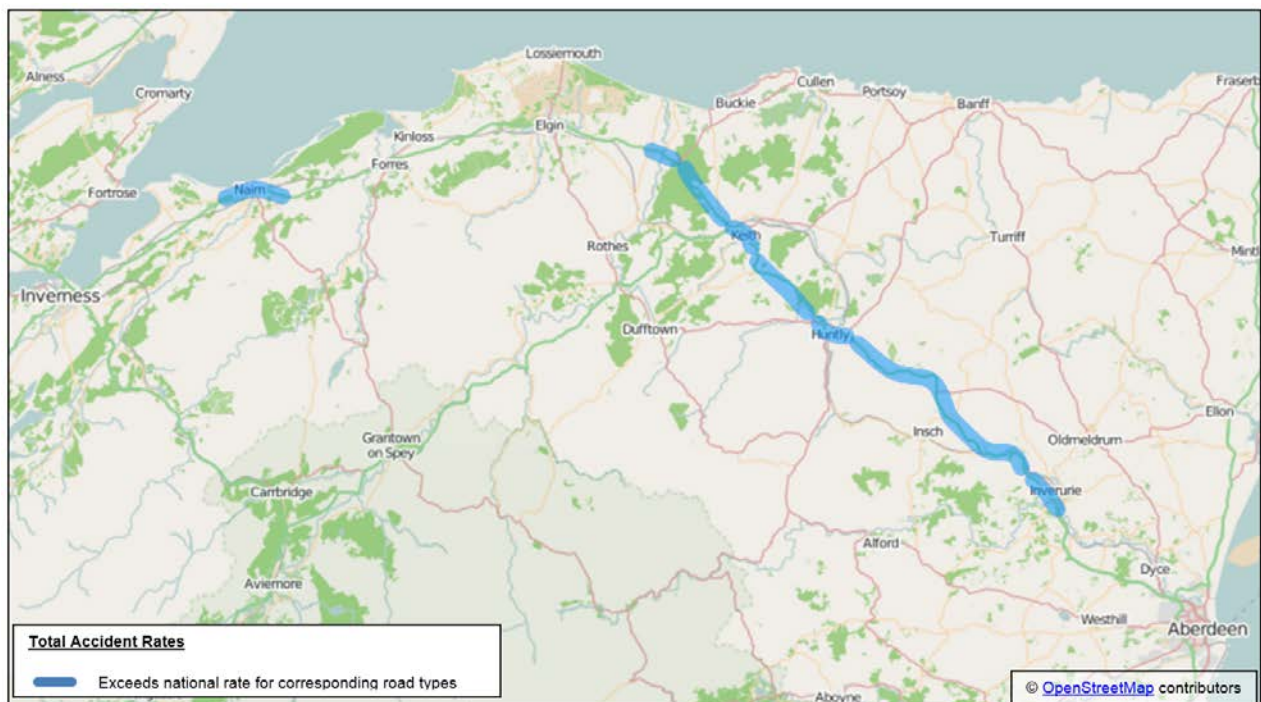 Lossiemouth
Alness
Cromarty
Cullen
Fraserb
Buckie
Portsoy
Banff
Elgin
Kinloss
Forres
Fortrose
Nairn
Keith
Turriff
Rothes
Mintl
Inverness
Dufftown
Huntly
Ellon
Insch
Oldmeldrum
Grantown
on Spey
Carrbridge
Inverurie
Alford
Aviemore
Dyce
Westhill
Aberdeen
Aboyne
Total Accident Rates
Exceeds national rate for corresponding road types
© OpenStreetMap contributors